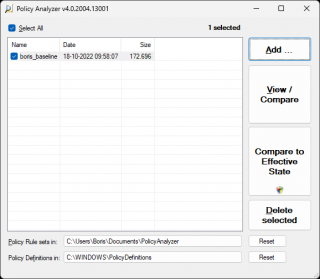 Policy Analyzer v4.0.2004.13001
Select All
1 selected
Name Date Size
boris_baseline 18-10-2022 09:58:07 172.696
Add ...
View /
Compare
Compare to
Effective
State
Delete
selected
Policy Rule sets in: C:\Users\Boris\Documents\PolicyAnalyzer Reset
Policy Definitions in: C:\WINDOWS\PolicyDefinitions Reset